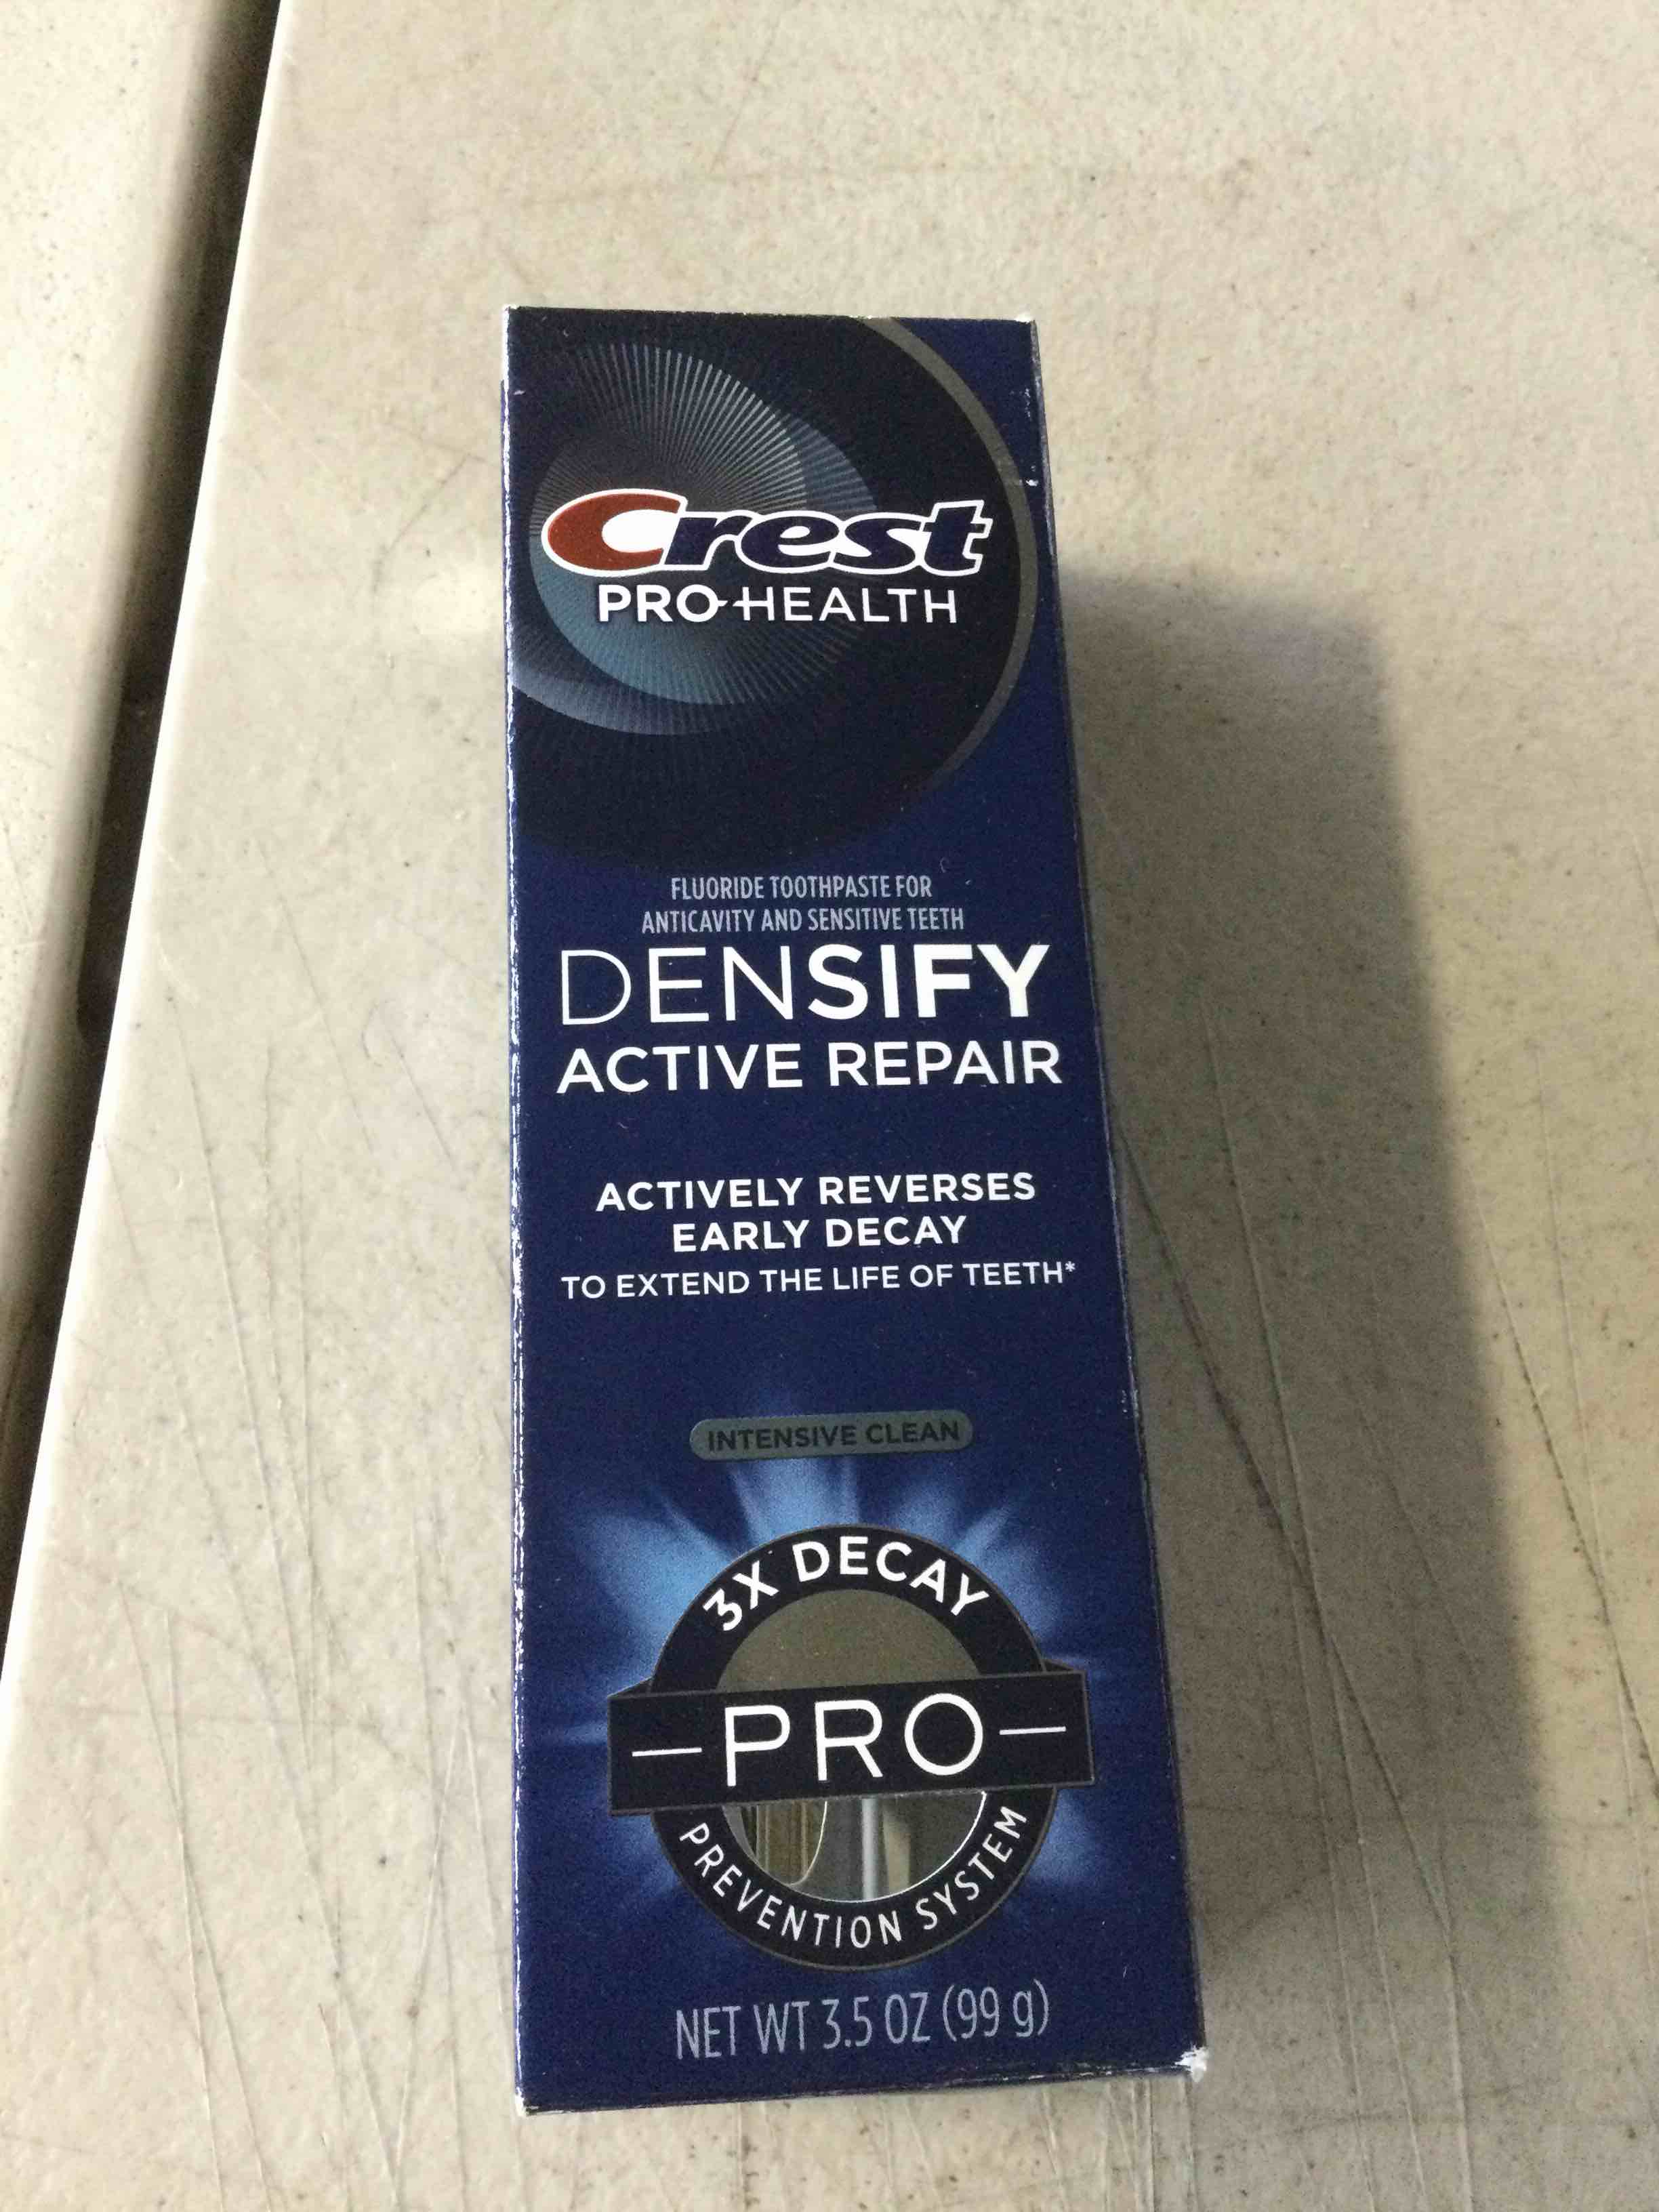 Crest
PRO-HEALTH
FLUORIDE TOOTHPASTE FOR
ANTICAVITY AND SENSITIVE TEETH
DENSIFY
ACTIVE REPAIR
ACTIVELY REVERSES
EARLY DECAY
TO EXTEND THE LIFE OF TEETH*
INTENSIVE CLEAN
3X DECAY
PRO
PREVENTION SYSTEM
NET WT 3.5 OZ (99 g)